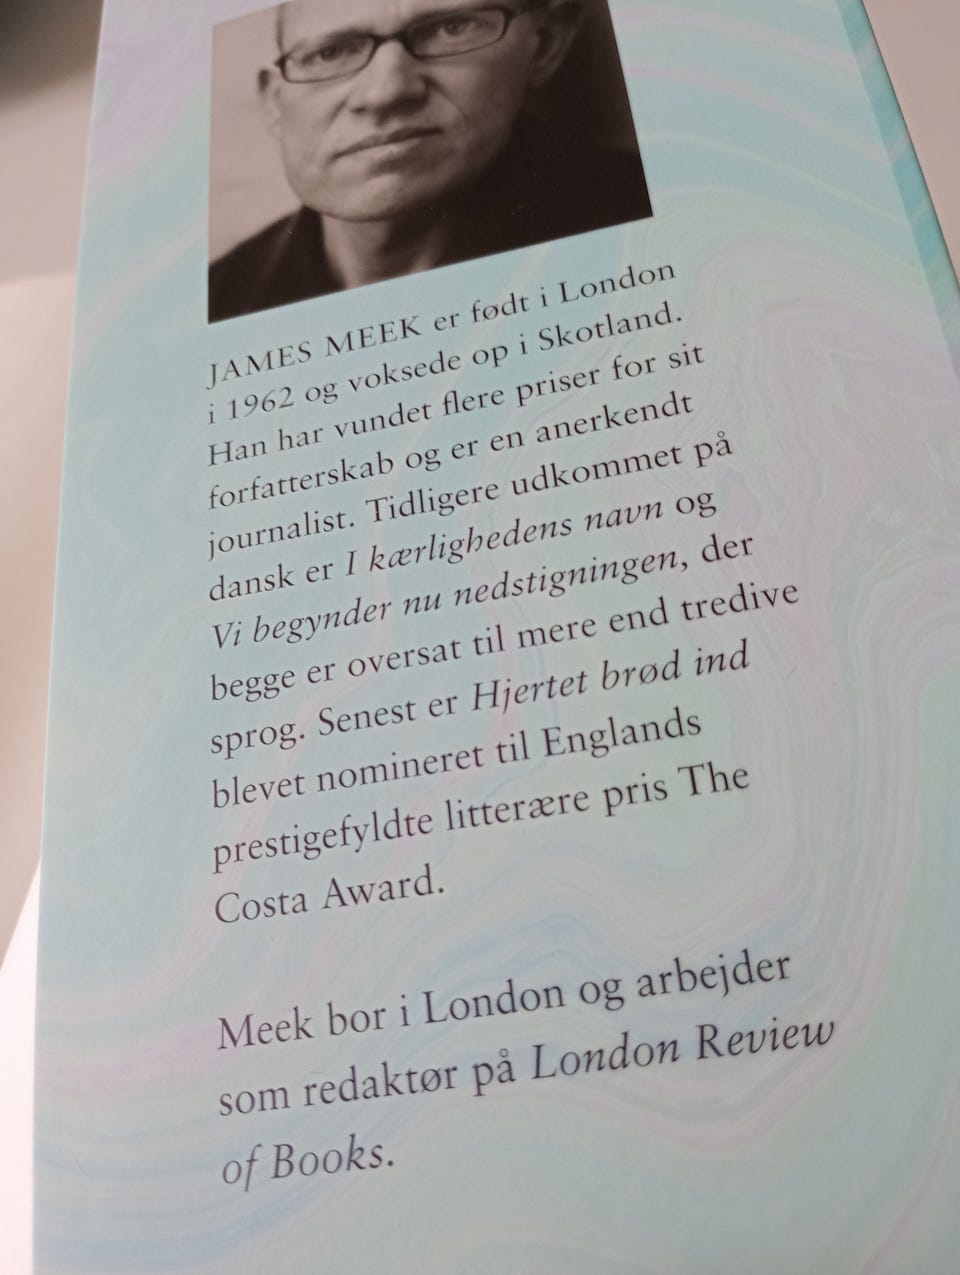 JAMES MEEK er født i London
i 1962 og voksede op i Skotland.
Han har vundet flere priser for sit
forfatterskab og er en anerkendt
journalist. Tidligere udkommet på
dansk er I kærlighedens navn og
Vi begynder nu nedstigningen, der
begge er oversat til mere end tredive
sprog. Senest er Hjertet brød ind
blevet nomineret til Englands
prestigefyldte litterære pris The
Costa Award.
Meek bor i London og arbejder
som redaktør på London Review
of Books.